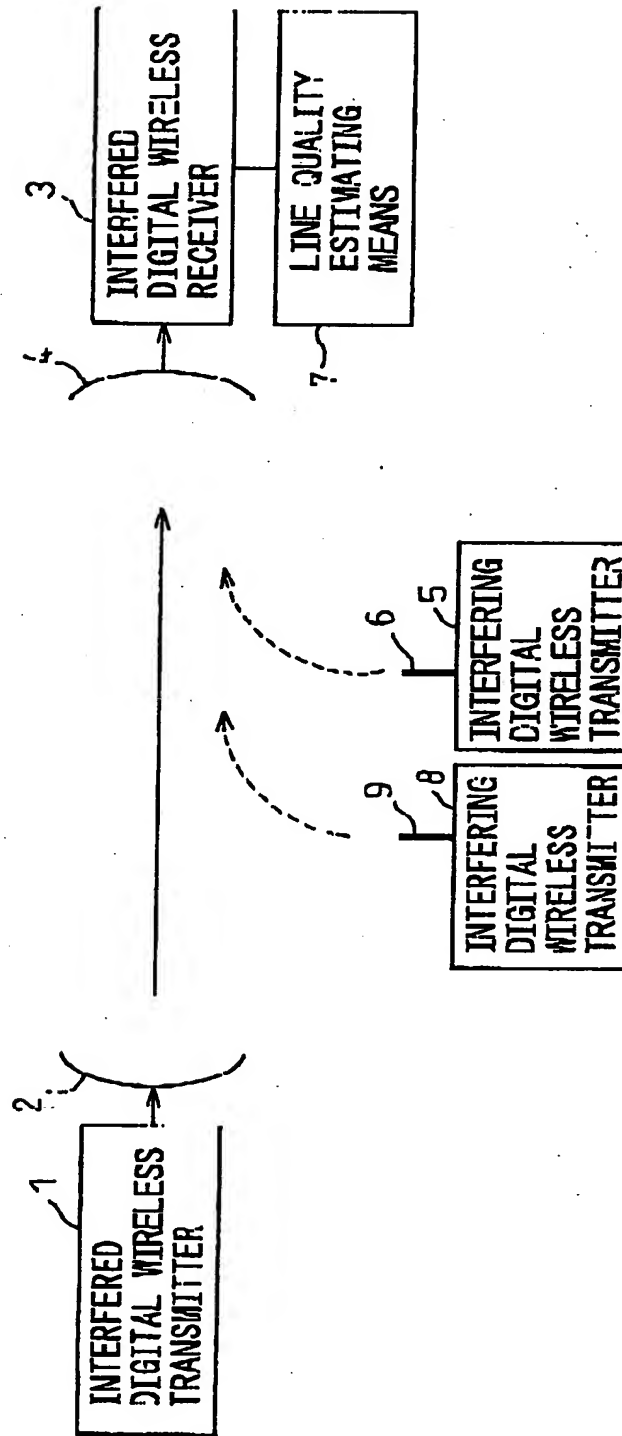 1
INTERFERED
DIGITAL WIRELESS
TRANSMITTER
2
4
3
INTERFERED
DIGITAL WIRELESS
RECEIVER
7
LINE QUALITY
ESTIMATING
MEANS
9
8
INTERFERING
DIGITAL
WIRELESS
TRANSMITTER
6
5
INTERFERING
DIGITAL
WIRELESS
TRANSMITTER